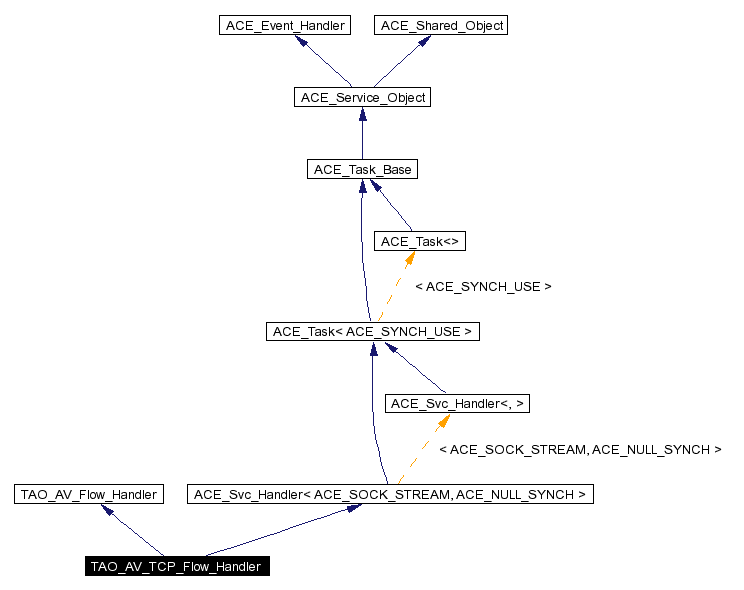 ACE_Event_Handler
ACE_Shared_Object
ACE_Service_Object
ACE_Task_Base
ACE_Task<>
< ACE_SYNCH_USE >
ACE_Task< ACE_SYNCH_USE >
ACE_Svc_Handler<, >
< ACE_SOCK_STREAM, ACE_NULL_SYNCH >
TAO_AV_Flow_Handler
ACE_Svc_Handler< ACE_SOCK_STREAM, ACE_NULL_SYNCH >
TAO_AV_TCP_Flow_Handler